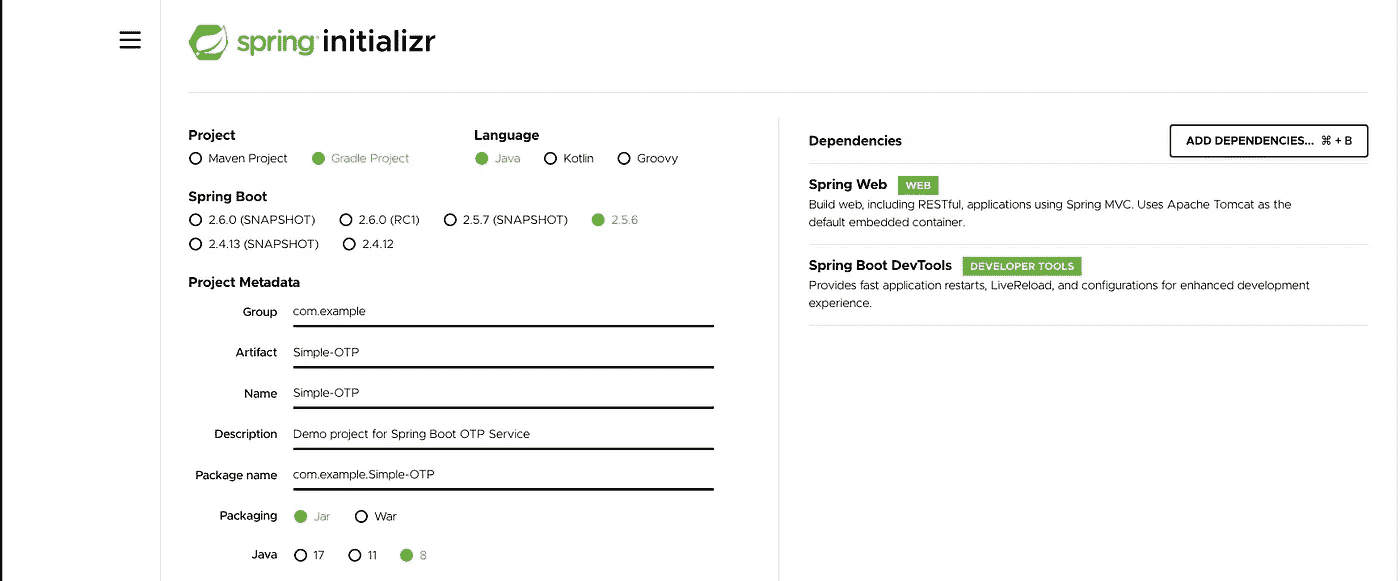 spring initializr
Project
Maven Project Gradle Project
Language
Java Kotlin Groovy
Spring Boot
2.6.0 (SNAPSHOT) 2.6.0 (RC1) 2.5.7 (SNAPSHOT) 2.5.6
2.4.13 (SNAPSHOT) 2.4.12
Project Metadata
Group com.example
Artifact Simple-OTP
Name Simple-OTP
Description Demo project for Spring Boot OTP Service
Package name com.example.Simple-OTP
Packaging Jar War
Java 17 11 8
Dependencies ADD DEPENDENCIES... ⌘ + B
Spring Web WEB
Build web, including RESTful, applications using Spring MVC. Uses Apache Tomcat as the
default embedded container.
Spring Boot DevTools DEVELOPER TOOLS
Provides fast application restarts, LiveReload, and configurations for enhanced development
experience.